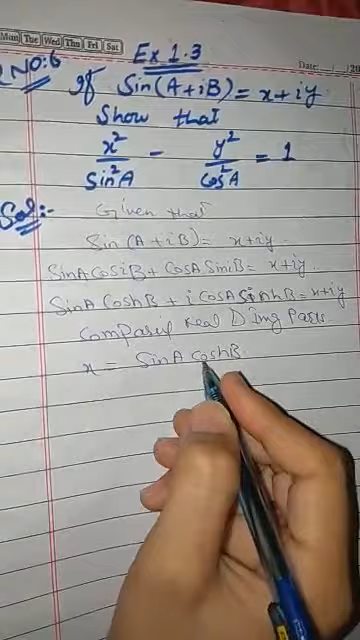 Mon Tue Wed Thu Fri Sat
Ex 1.3
Date:
Q NO:6 If Sin(A+iB) = x+iy
Show that
x²/Sin²A - y²/Cos²A = 1
Sol:- Given that
Sin(A+iB) = x+iy
SinA CosiB + CosA SiniB = x+iy
SinA CoshB + i CosA SinhB = x+iy
Real Img Parts
x = SinA CoshB